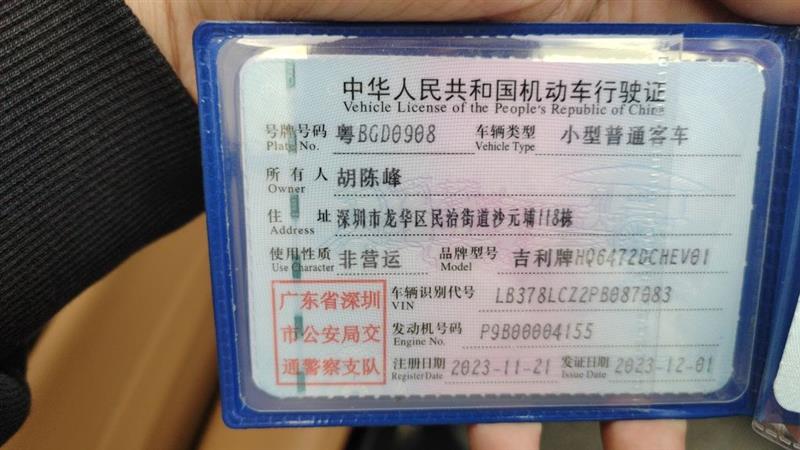 中华人民共和国机动车行驶证
Vehicle License of the People's Republic of China
号牌号码 粤BGD0908 车辆类型 小型普通客车
Plate No. Vehicle Type
所有人 胡陈峰
Owner
住址 深圳市龙华区民治街道沙元埔118栋
Address
使用性质 非营运 品牌型号 吉利牌HQ6472DCHEV01
Use Character Model
广东省深圳
市公安局交
通警察支队
车辆识别代号 LB378LCZ2PB087083
VIN
发动机号码 P9B00004155
Engine No.
注册日期 2023-11-21 发证日期 2023-12-01
Register Date Issue Date